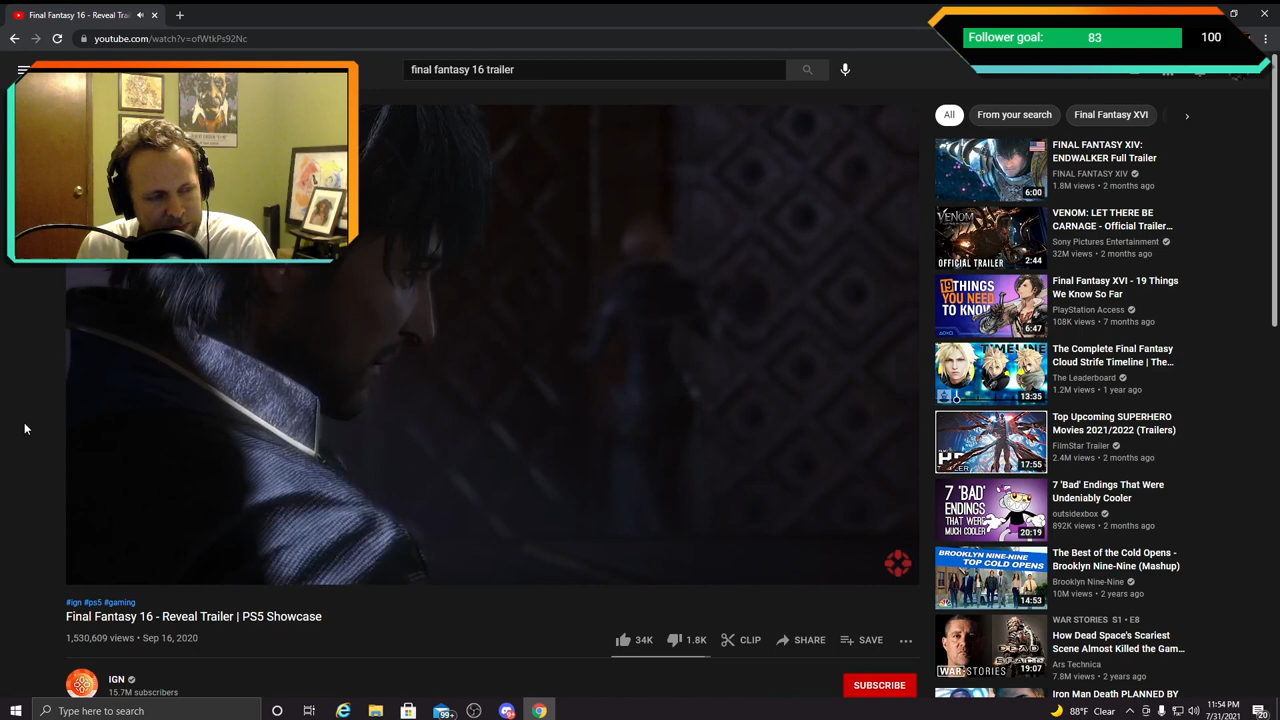 Final Fantasy 16 - Reveal Trai
youtube.com/watch?v=ofWtkPs92Nc
Follower goal: 83 100
final fantasy 16 trailer
All
From your search
Final Fantasy XVI
FINAL FANTASY XIV:
ENDWALKER Full Trailer
FINAL FANTASY XIV
1.8M views • 2 months ago
6:00
VENOM
OFFICIAL TRAILER
2:44
VENOM: LET THERE BE
CARNAGE - Official Trailer...
Sony Pictures Entertainment
32M views • 2 months ago
19 THINGS
YOU NEED
TO KNOW
6:47
Final Fantasy XVI - 19 Things
We Know So Far
PlayStation Access
108K views • 7 months ago
TIMELINE
13:35
The Complete Final Fantasy
Cloud Strife Timeline | The...
The Leaderboard
1.2M views • 1 year ago
17:55
Top Upcoming SUPERHERO
Movies 2021/2022 (Trailers)
FilmStar Trailer
2.4M views • 2 months ago
7 'BAD'
ENDINGS
THAT WERE
MUCH COOLER
20:19
7 'Bad' Endings That Were
Undeniably Cooler
outsidexbox
892K views • 2 months ago
BROOKLYN NINE-NINE
TOP COLD OPENS
14:53
The Best of the Cold Opens -
Brooklyn Nine-Nine (Mashup)
Brooklyn Nine-Nine
10M views • 2 years ago
WAR STORIES
DEAD
19:07
WAR STORIES S1 • E8
How Dead Space's Scariest
Scene Almost Killed the Gam...
Ars Technica
7.8M views • 2 years ago
Iron Man Death PLANNED BY
#ign #ps5 #gaming
Final Fantasy 16 - Reveal Trailer | PS5 Showcase
1,530,609 views • Sep 16, 2020
34K 1.8K CLIP SHARE SAVE
IGN
15.7M subscribers
SUBSCRIBE
Type here to search
99+
88°F Clear
11:54 PM
7/31/2021
20